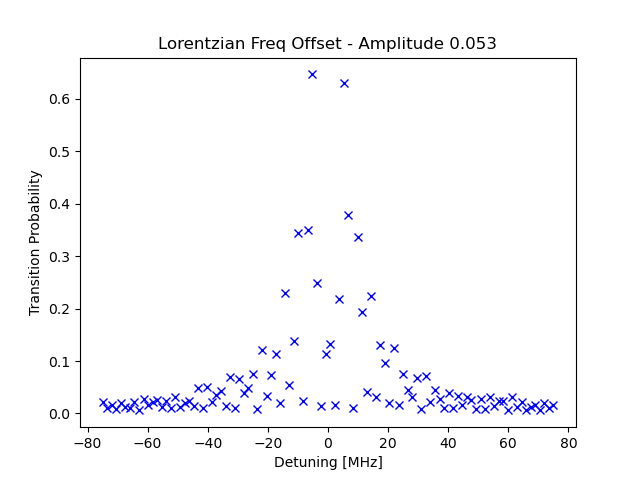 Lorentzian Freq Offset - Amplitude 0.053
Transition Probability
0.6
0.5
0.4
0.3
0.2
0.1
0.0
−80 −60 −40 −20 0 20 40 60 80
Detuning [MHz]